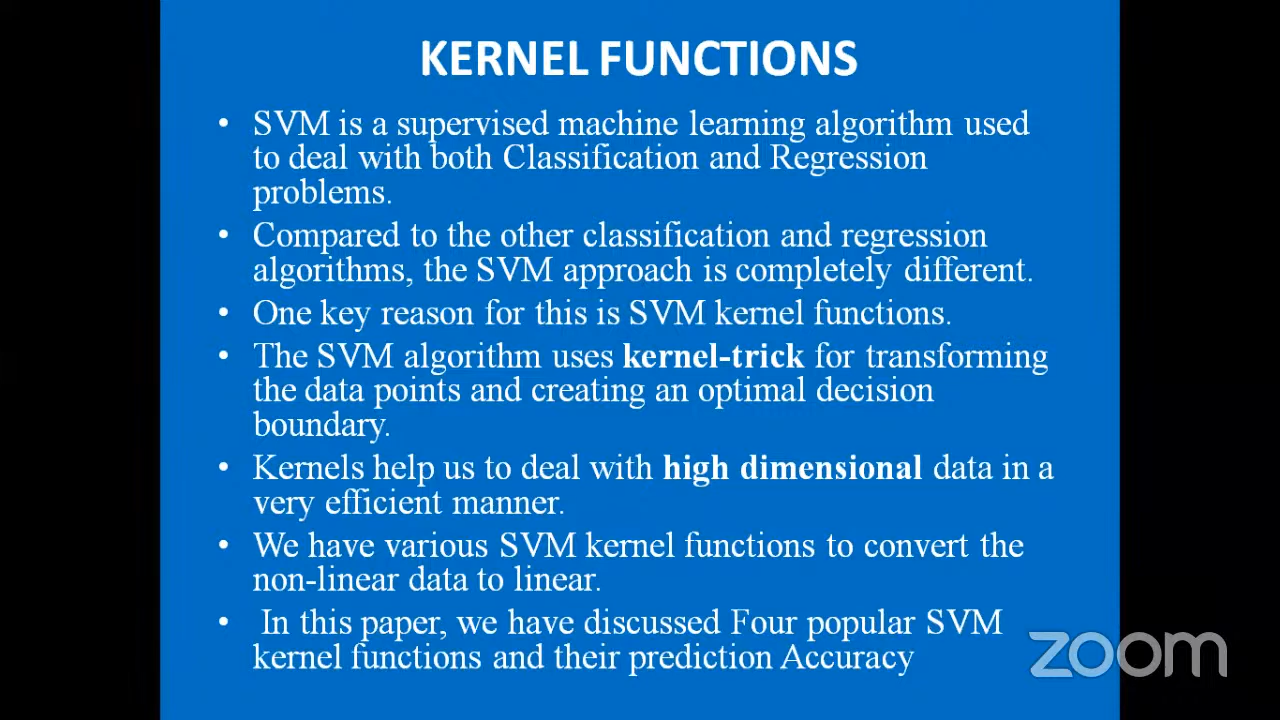 KERNEL FUNCTIONS
• SVM is a supervised machine learning algorithm used
to deal with both Classification and Regression
problems.
• Compared to the other classification and regression
algorithms, the SVM approach is completely different.
• One key reason for this is SVM kernel functions.
• The SVM algorithm uses kernel-trick for transforming
the data points and creating an optimal decision
boundary.
• Kernels help us to deal with high dimensional data in a
very efficient manner.
• We have various SVM kernel functions to convert the
non-linear data to linear.
• In this paper, we have discussed Four popular SVM
kernel functions and their prediction Accuracy
zoom